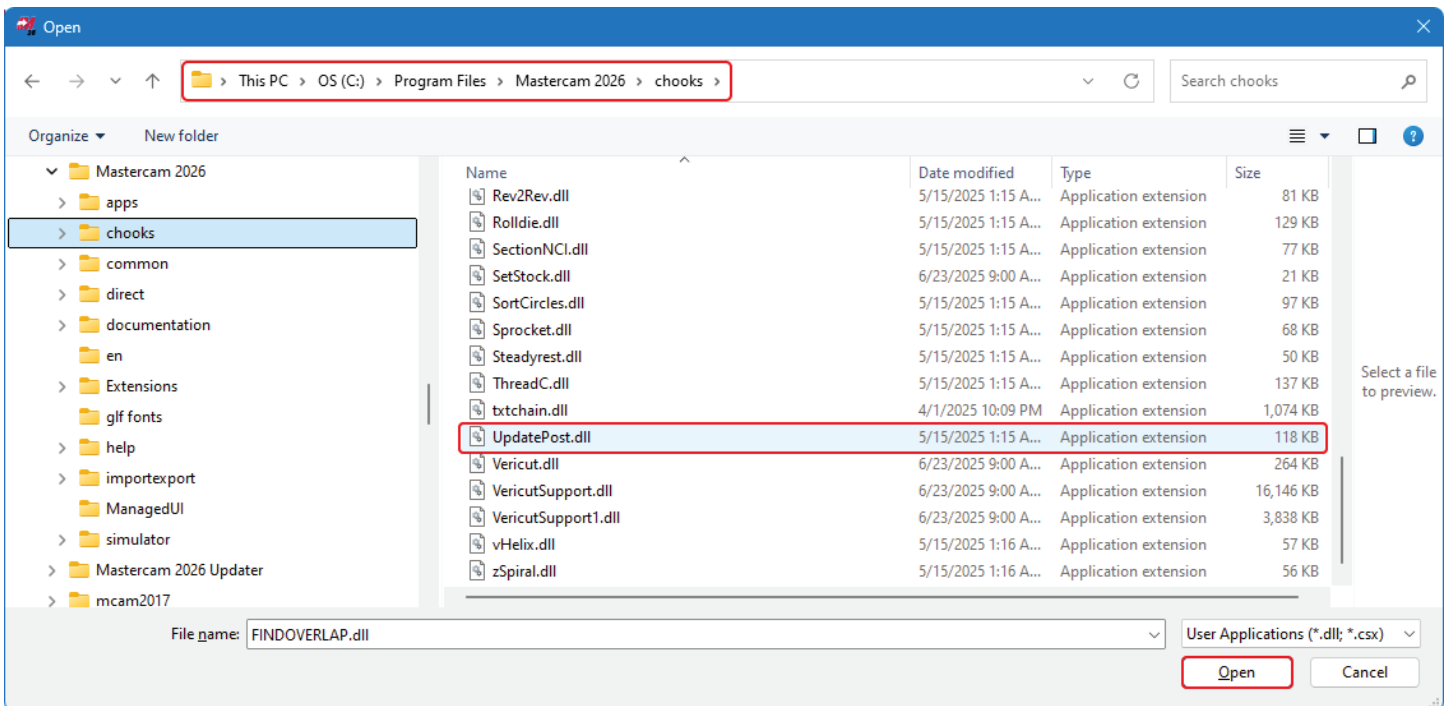 Open
This PC > OS (C:) > Program Files > Mastercam 2026 > chooks >
Search chooks
Organize
New folder
Mastercam 2026
apps
chooks
common
direct
documentation
en
Extensions
glf fonts
help
importexport
ManagedUI
simulator
Mastercam 2026 Updater
mcam2017
Name Date modified Type Size
Rev2Rev.dll 5/15/2025 1:15 A... Application extension 81 KB
Rolldie.dll 5/15/2025 1:15 A... Application extension 129 KB
SectionNCI.dll 5/15/2025 1:15 A... Application extension 77 KB
SetStock.dll 6/23/2025 9:00 A... Application extension 21 KB
SortCircles.dll 5/15/2025 1:15 A... Application extension 97 KB
Sprocket.dll 5/15/2025 1:15 A... Application extension 68 KB
Steadyrest.dll 5/15/2025 1:15 A... Application extension 50 KB
ThreadC.dll 5/15/2025 1:15 A... Application extension 137 KB
txtchain.dll 4/1/2025 10:09 PM Application extension 1,074 KB
UpdatePost.dll 5/15/2025 1:15 A... Application extension 118 KB
Vericut.dll 6/23/2025 9:00 A... Application extension 264 KB
VericutSupport.dll 6/23/2025 9:00 A... Application extension 16,146 KB
VericutSupport1.dll 6/23/2025 9:00 A... Application extension 3,838 KB
vHelix.dll 5/15/2025 1:16 A... Application extension 57 KB
zSpiral.dll 5/15/2025 1:16 A... Application extension 56 KB
Select a file
to preview.
File name: FINDOVERLAP.dll
User Applications (*.dll; *.csx)
Open
Cancel